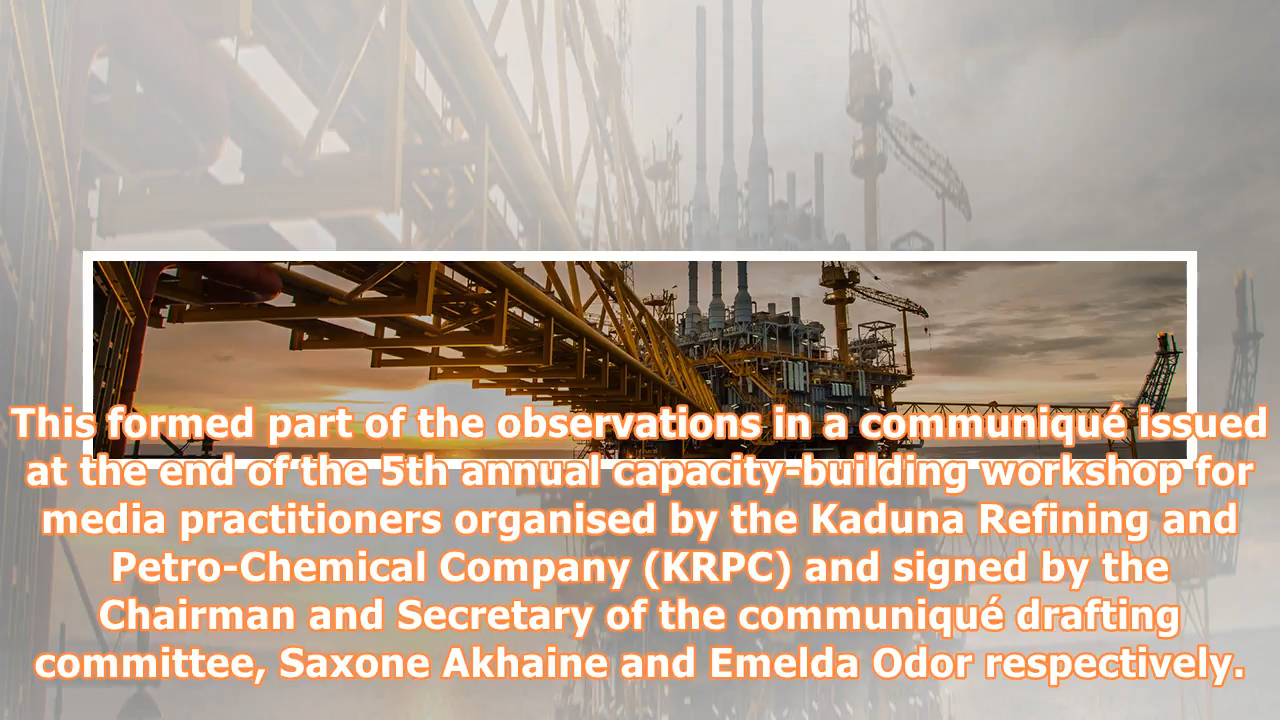 This formed part of the observations in a communiqué issued
at the end of the 5th annual capacity-building workshop for
media practitioners organised by the Kaduna Refining and
Petro-Chemical Company (KRPC) and signed by the
Chairman and Secretary of the communiqué drafting
committee, Saxone Akhaine and Emelda Odor respectively.